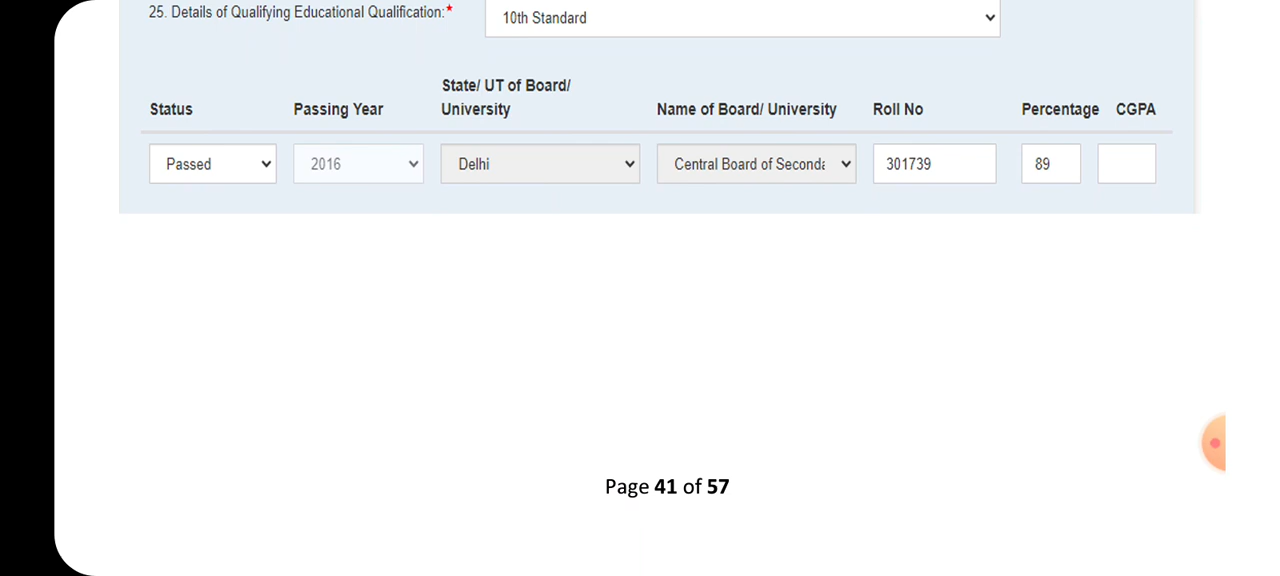 25. Details of Qualifying Educational Qualification:*
10th Standard
State/ UT of Board/
Status Passing Year University Name of Board/ University Roll No Percentage CGPA
Passed 2016 Delhi Central Board of Seconda 301739 89
Page 41 of 57